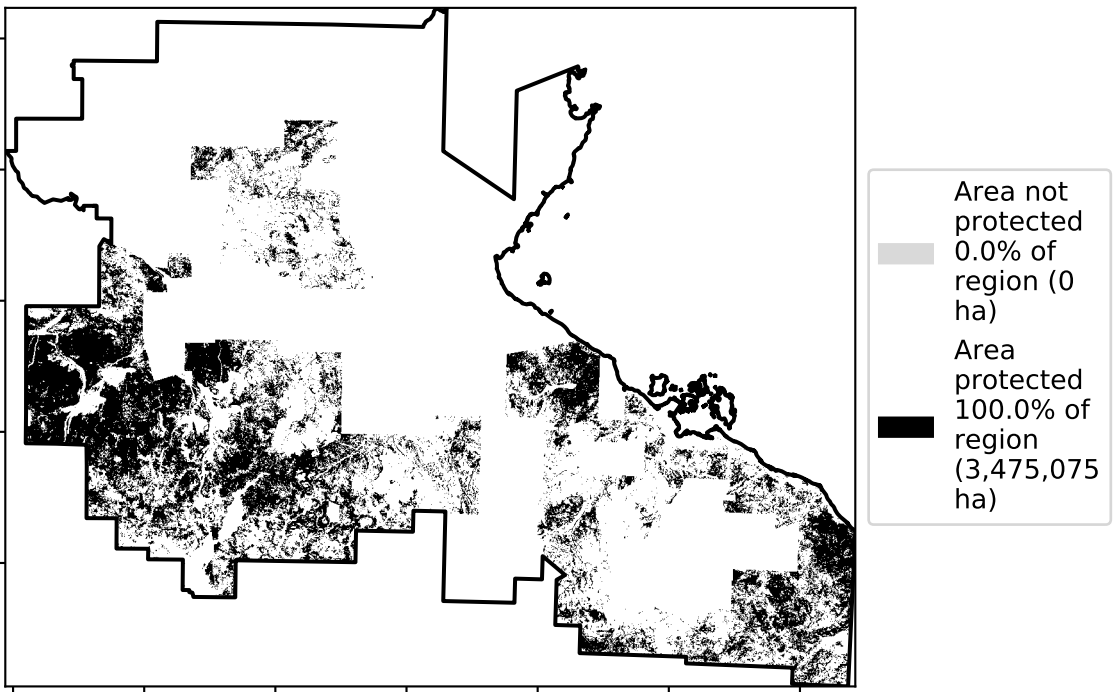 Area not
protected
0.0% of
region (0
ha)
Area
protected
100.0% of
region
(3,475,075
ha)